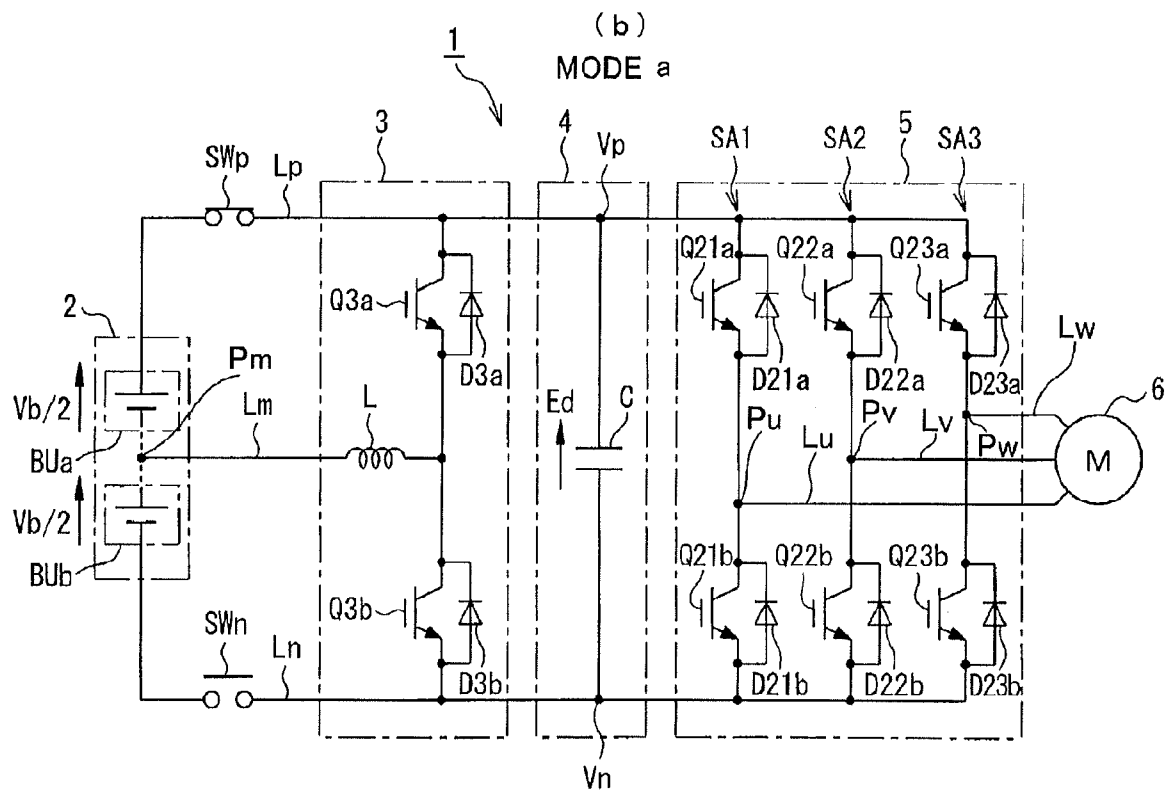 (b)
1
MODE a
3
4
Vp
SA1
SA2
5
SA3
SWp
Lp
Q21a
Q22a
Q23a
Q3a
2
Pm
D3a
D21a
D22a
D23a
Lw
6
Vb/2
Lm
L
Ed
C
Pu
Pv
Lv
Pw
M
BUa
Lu
Vb/2
BUb
Q21b
Q22b
Q23b
Q3b
SWn
Ln
D3b
D21b
D22b
D23b
Vn